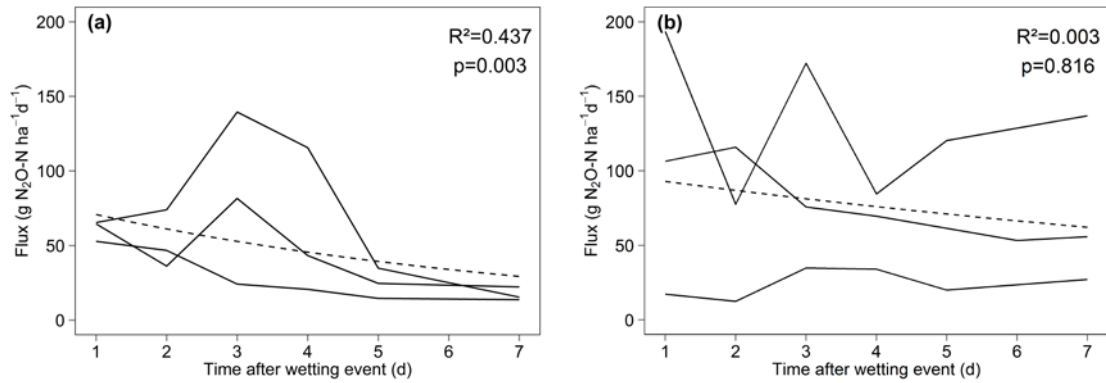 (a)
R²=0.437
p=0.003
200
150
100
50
0
Flux (g N₂O-N ha⁻¹d⁻¹)
1 2 3 4 5 6 7
Time after wetting event (d)
(b)
R²=0.003
p=0.816
200
150
100
50
0
Flux (g N₂O-N ha⁻¹d⁻¹)
1 2 3 4 5 6 7
Time after wetting event (d)